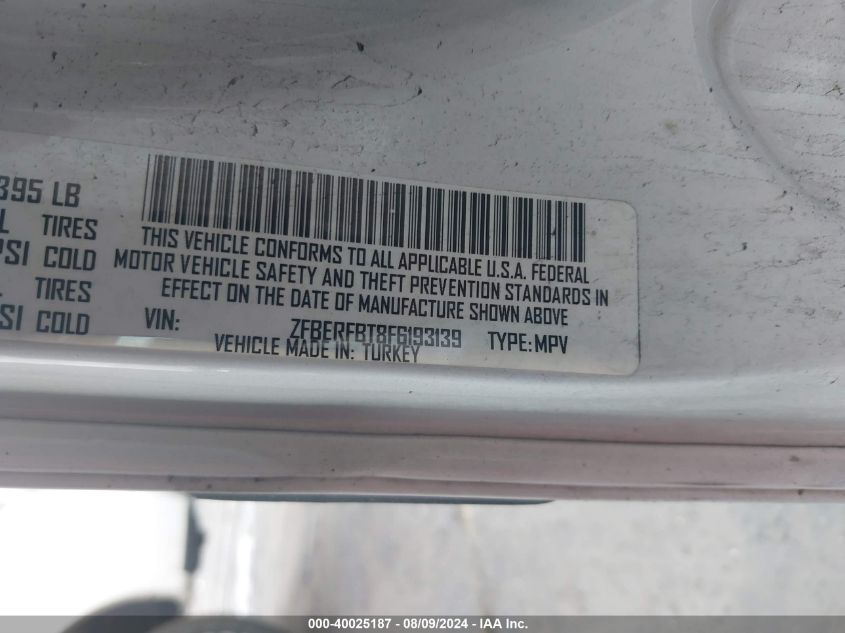 395 LB
TIRES
PSI COLD
TIRES
SI COLD
THIS VEHICLE CONFORMS TO ALL APPLICABLE U.S.A. FEDERAL
MOTOR VEHICLE SAFETY AND THEFT PREVENTION STANDARDS IN
EFFECT ON THE DATE OF MANUFACTURE SHOWN ABOVE
VIN: ZFBERFBT8F6193139 TYPE: MPV
VEHICLE MADE IN: TURKEY
000-40025187 - 08/09/2024 - IAA Inc.